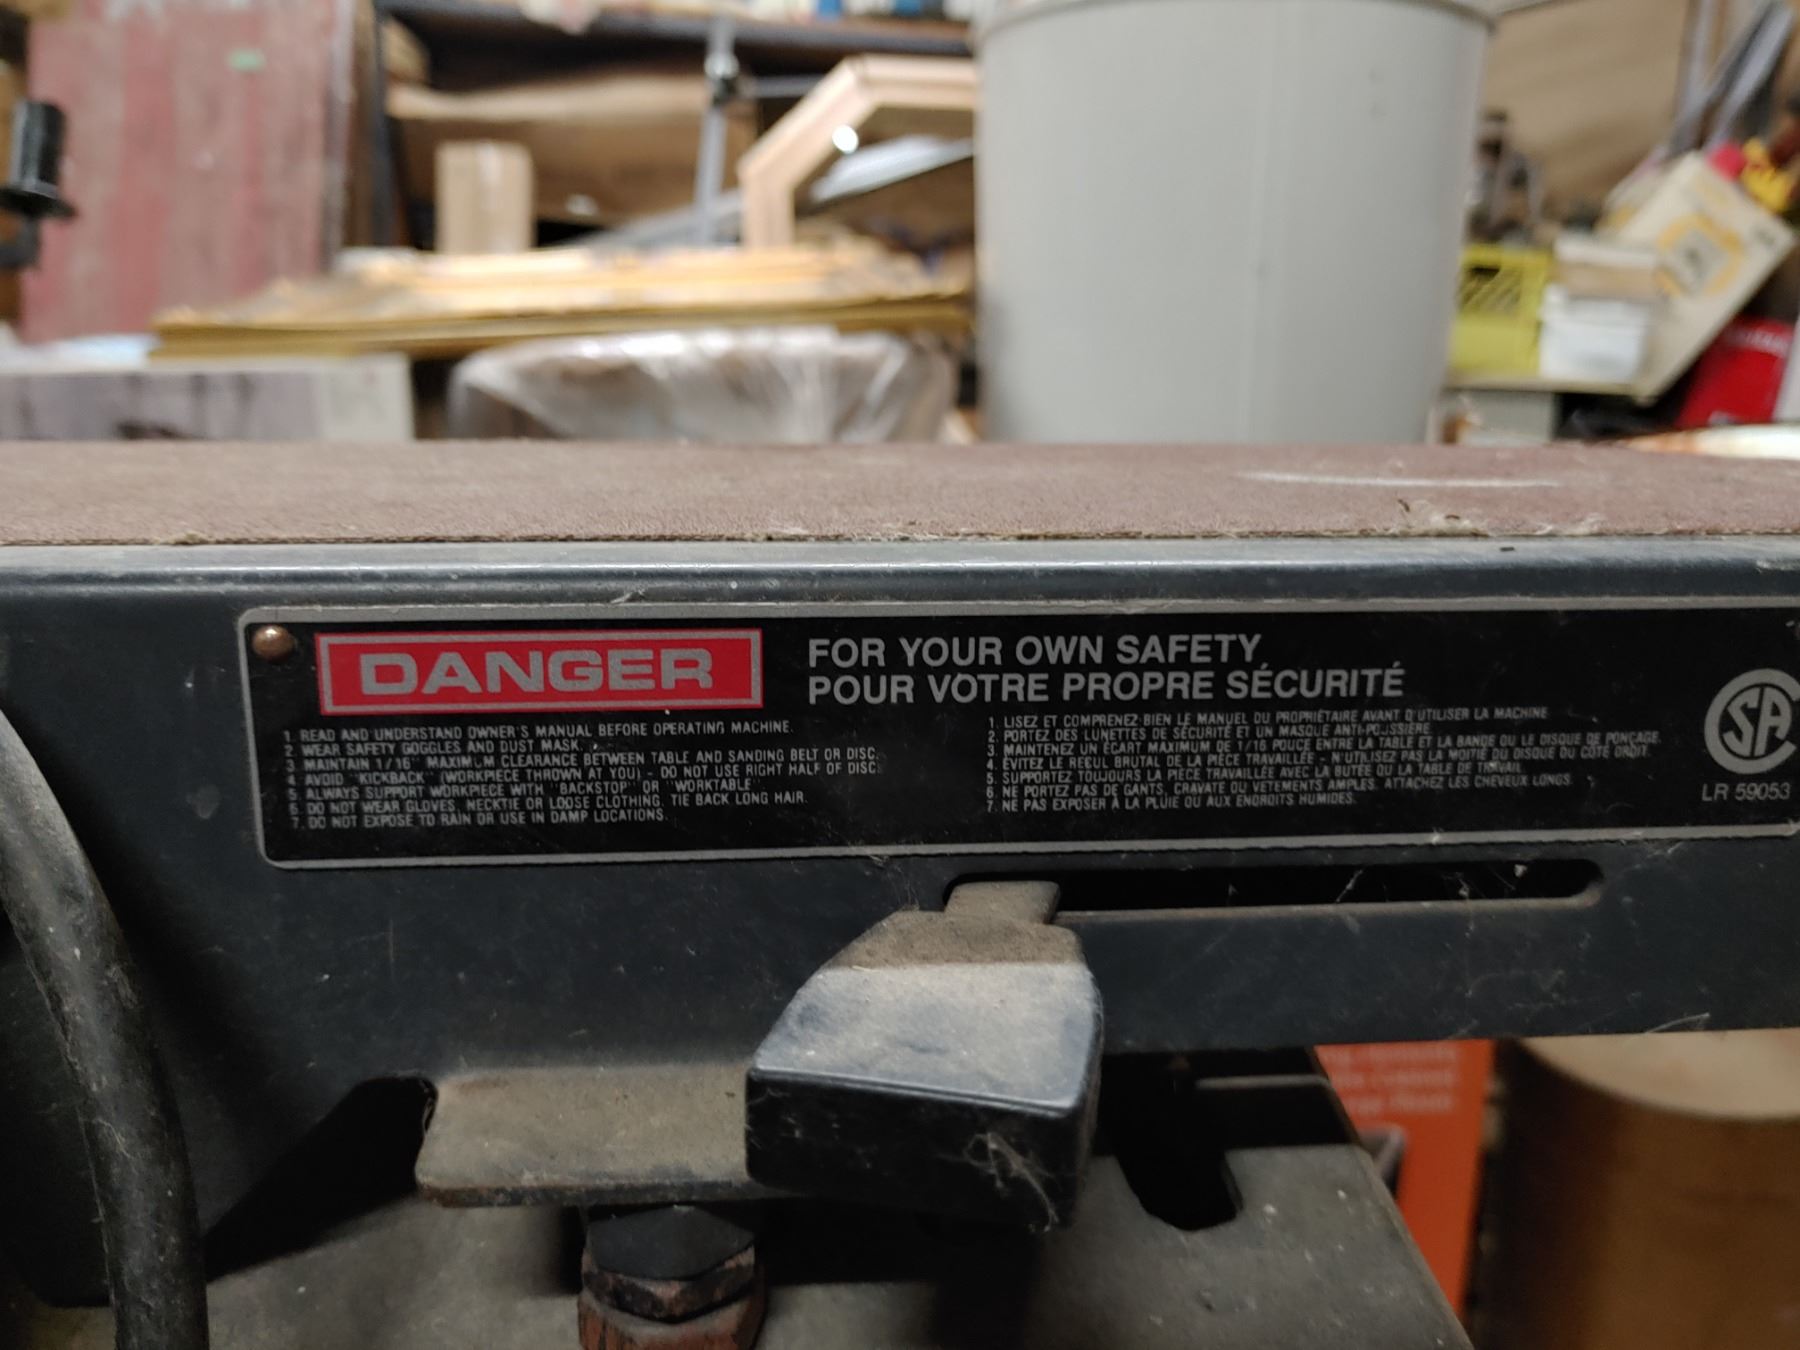 DANGER
FOR YOUR OWN SAFETY
POUR VOTRE PROPRE SÉCURITÉ
1. READ AND UNDERSTAND OWNER'S MANUAL BEFORE OPERATING MACHINE.
2. WEAR SAFETY GOGGLES AND DUST MASK.
3. MAINTAIN 1/16" MAXIMUM CLEARANCE BETWEEN TABLE AND SANDING BELT OR DISC.
4. AVOID "KICKBACK" (WORKPIECE THROWN AT YOU) - DO NOT USE RIGHT HALF OF DISC.
5. ALWAYS SUPPORT WORKPIECE WITH "BACKSTOP" OR "WORKTABLE".
6. DO NOT WEAR GLOVES, NECKTIE OR LOOSE CLOTHING. TIE BACK LONG HAIR.
7. DO NOT EXPOSE TO RAIN OR USE IN DAMP LOCATIONS.
1. LISEZ ET COMPRENEZ BIEN LE MANUEL DU PROPRIÉTAIRE AVANT D'UTILISER LA MACHINE
2. PORTEZ DES LUNETTES DE SÉCURITÉ ET UN MASQUE ANTI-POUSSIÈRE
3. MAINTENEZ UN ÉCART MAXIMUM DE 1/16 POUCE ENTRE LA TABLE ET LA BANDE OU LE DISQUE DE PONÇAGE.
4. ÉVITEZ LE RECUL BRUTAL DE LA PIÈCE TRAVAILLÉE - N'UTILISEZ PAS LA MOITIÉ DU DISQUE DU CÔTÉ DROIT.
5. SUPPORTEZ TOUJOURS LA PIÈCE TRAVAILLÉE AVEC LA BUTÉE OU LA TABLE DE TRAVAIL
6. NE PORTEZ PAS DE GANTS, CRAVATE OU VETEMENTS AMPLES. ATTACHEZ LES CHEVEUX LONGS.
7. NE PAS EXPOSER À LA PLUIE OU AUX ENDROITS HUMIDES.
CSA
LR 59053